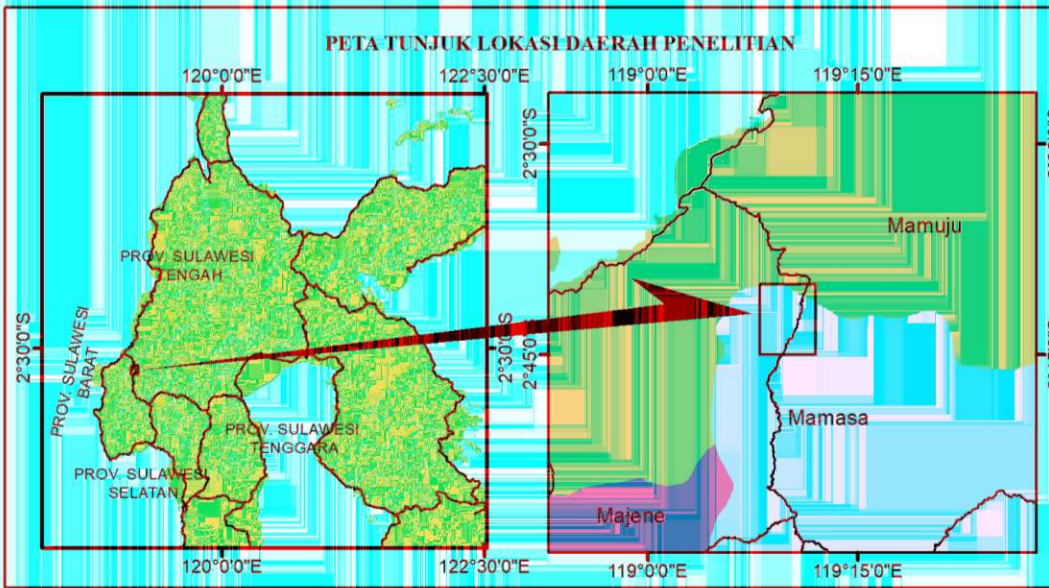 PETA TUNJUK LOKASI DAERAH PENELITIAN
120°0'0"E
122°30'0"E
119°0'0"E
119°15'0"E
2°30'0"S
Mamuju
PROV. SULAWESI
TENGAH
2°30'0"S
PROV. SULAWESI
BARAT
2°30'0"S
2°45'0"S
Mamasa
PROV. SULAWESI
TENGGARA
PROV. SULAWESI
SELATAN
Majene
120°0'0"E
122°30'0"E
119°0'0"E
119°15'0"E